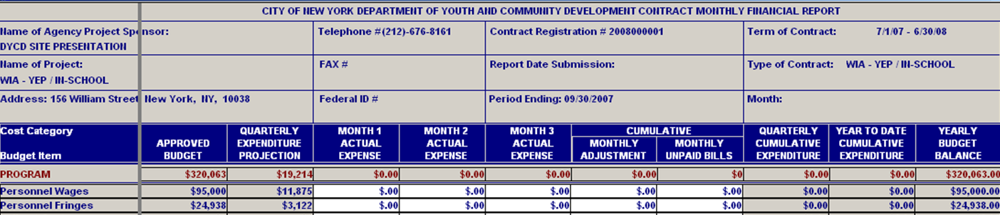 CITY OF NEW YORK DEPARTMENT OF YOUTH AND COMMUNITY DEVELOPMENT CONTRACT MONTHLY FINANCIAL REPORT
Name of Agency Project Sponsor: Telephone #(212)-676-8161 Contract Registration # 2008000001 Term of Contract: 7/1/07 - 6/30/08
DYCD SITE PRESENTATION
Name of Project: FAX # Report Date Submission: Type of Contract: WIA - YEP / IN-SCHOOL
WIA - YEP / IN-SCHOOL
Address: 156 William Street New York, NY, 10038 Federal ID # Period Ending: 09/30/2007 Month:
Cost Category QUARTERLY MONTH 1 MONTH 2 MONTH 3 CUMULATIVE QUARTERLY YEAR TO DATE YEARLY
APPROVED EXPENDITURE ACTUAL ACTUAL ACTUAL MONTHLY MONTHLY CUMULATIVE CUMULATIVE BUDGET
Budget Item BUDGET PROJECTION EXPENSE EXPENSE EXPENSE ADJUSTMENT UNPAID BILLS EXPENDITURE EXPENDITURE BALANCE
PROGRAM $320,063 $19,214 $0.00 $0.00 $0.00 $0.00 $0 $0.00 $0.00 $320,063.00
Personnel Wages $95,000 $11,875 $.00 $.00 $.00 $.00 $.00 $0.00 $0.00 $95,000.00
Personnel Fringes $24,938 $3,122 $.00 $.00 $.00 $.00 $.00 $0.00 $0.00 $24,938.00